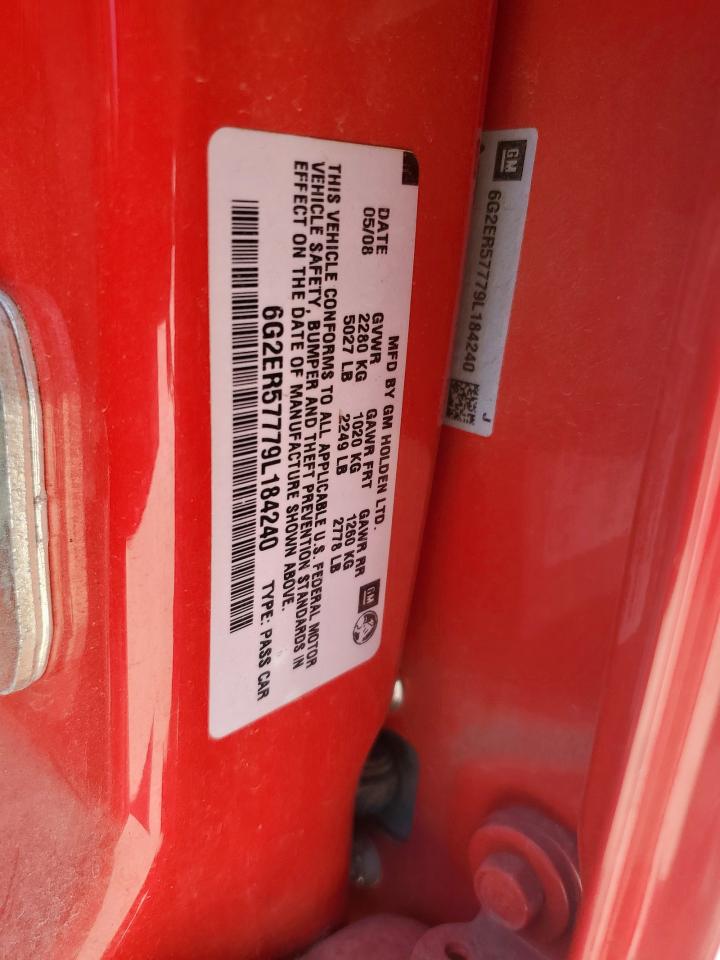 MFD BY GM HOLDEN LTD.
GM
DATE GVWR GAWR FRT GAWR RR
05/08 2280 KG 1020 KG 1260 KG
5027 LB 2249 LB 2778 LB
THIS VEHICLE CONFORMS TO ALL APPLICABLE U.S. FEDERAL MOTOR
VEHICLE SAFETY, BUMPER AND THEFT PREVENTION STANDARDS IN
EFFECT ON THE DATE OF MANUFACTURE SHOWN ABOVE.
6G2ER57779L184240 TYPE: PASS CAR
GM
6G2ER57779L184240
J